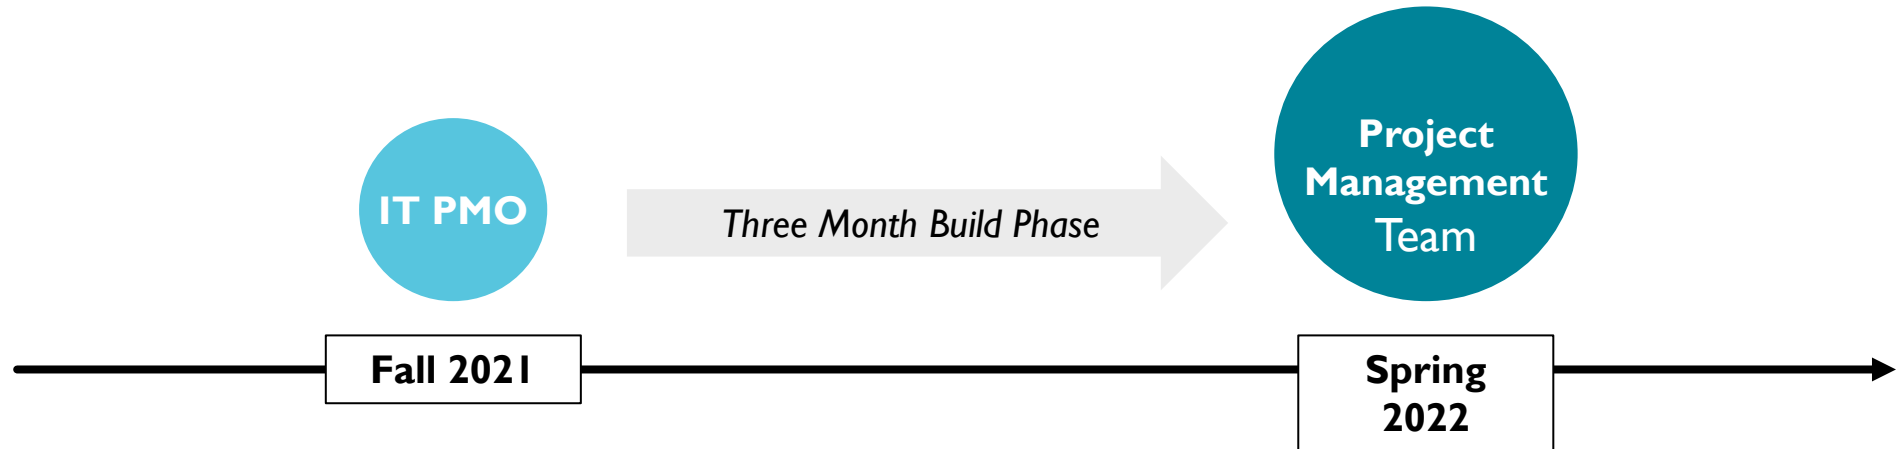 IT PMO
Three Month Build Phase
Project
Management
Team
Fall 2021
Spring
2022